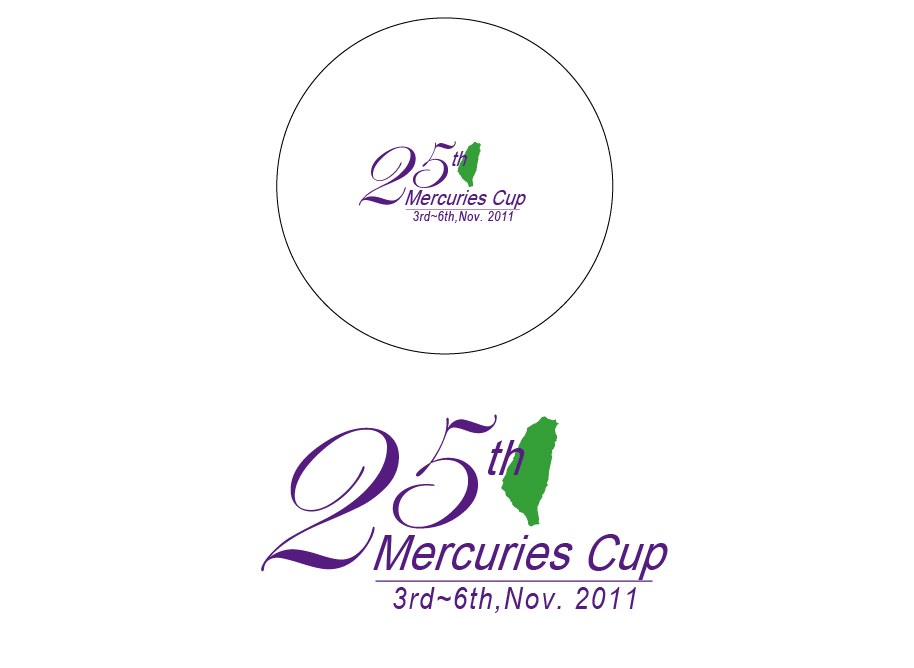 25th
Mercuries Cup
3rd~6th,Nov. 2011
25th
Mercuries Cup
3rd~6th,Nov. 2011